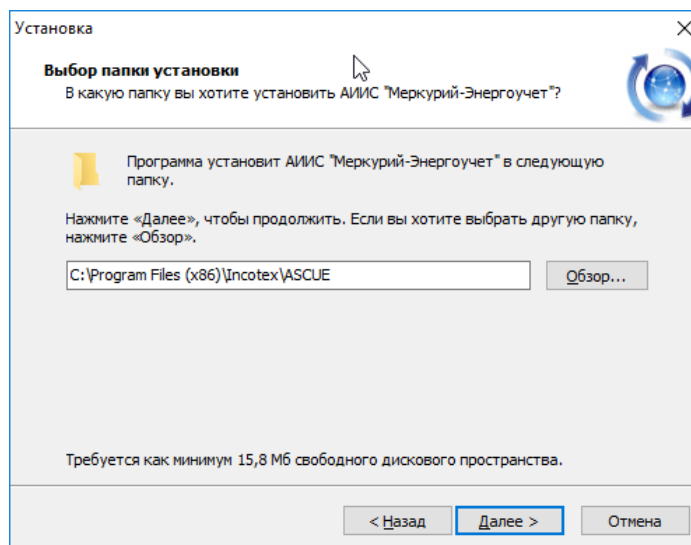 Установка
Выбор папки установки
В какую папку вы хотите установить АИИС "Меркурий-Энергоучет"?
Программа установит АИИС "Меркурий-Энергоучет" в следующую
папку.
Нажмите «Далее», чтобы продолжить. Если вы хотите выбрать другую папку,
нажмите «Обзор».
C:\Program Files (x86)\Incotex\ASCUE
Обзор...
Требуется как минимум 15,8 Мб свободного дискового пространства.
< Назад Далее > Отмена